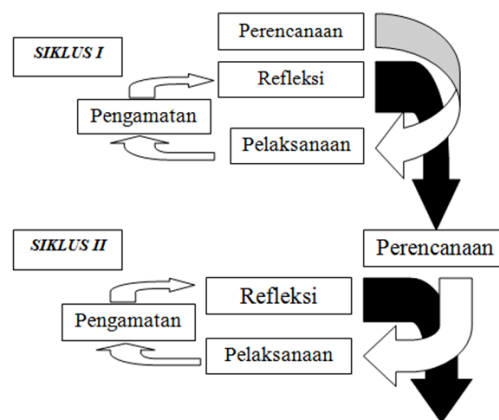 Perencanaan
SIKLUS I
Refleksi
Pengamatan
Pelaksanaan
SIKLUS II
Perencanaan
Refleksi
Pengamatan
Pelaksanaan